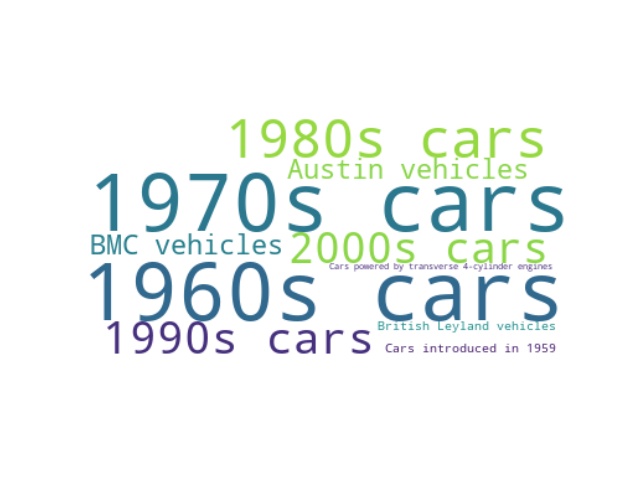 1980s cars
Austin vehicles
1970s cars
BMC vehicles
2000s cars
Cars powered by transverse 4-cylinder engines
1960s cars
British Leyland vehicles
1990s cars
Cars introduced in 1959